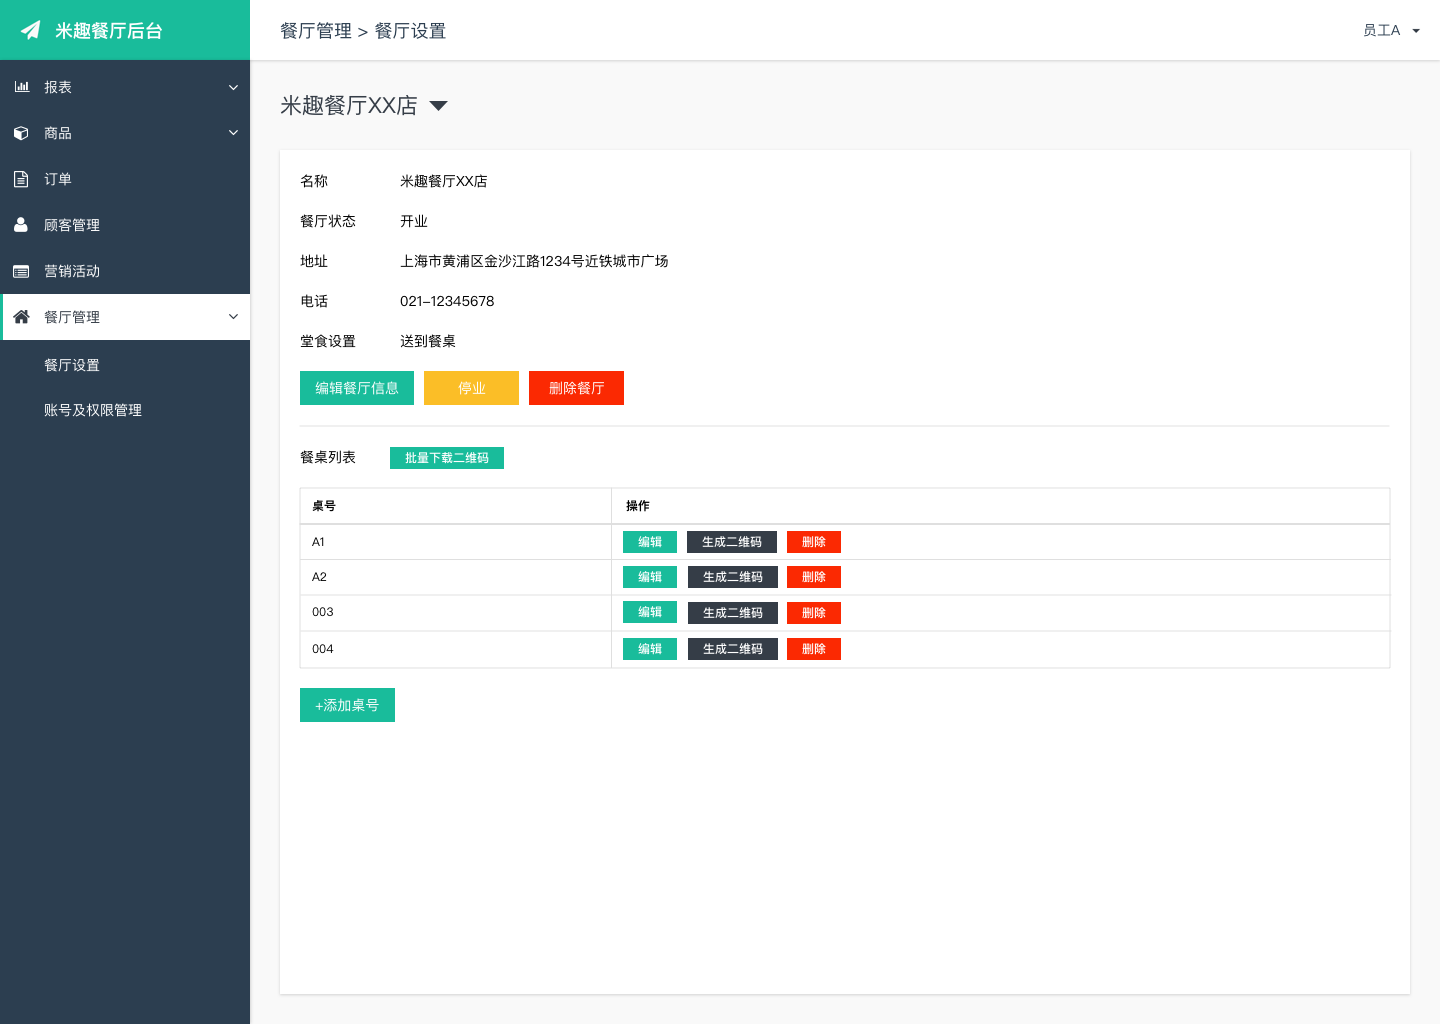 米趣餐厅后台
餐厅管理 > 餐厅设置
员工A
报表
商品
订单
顾客管理
营销活动
餐厅管理
餐厅设置
账号及权限管理
米趣餐厅XX店
名称 米趣餐厅XX店
餐厅状态 开业
地址 上海市黄浦区金沙江路1234号近铁城市广场
电话 021-12345678
堂食设置 送到餐桌
编辑餐厅信息 停业 删除餐厅
餐桌列表 批量下载二维码
桌号 操作
A1 编辑 生成二维码 删除
A2 编辑 生成二维码 删除
003 编辑 生成二维码 删除
004 编辑 生成二维码 删除
+添加桌号